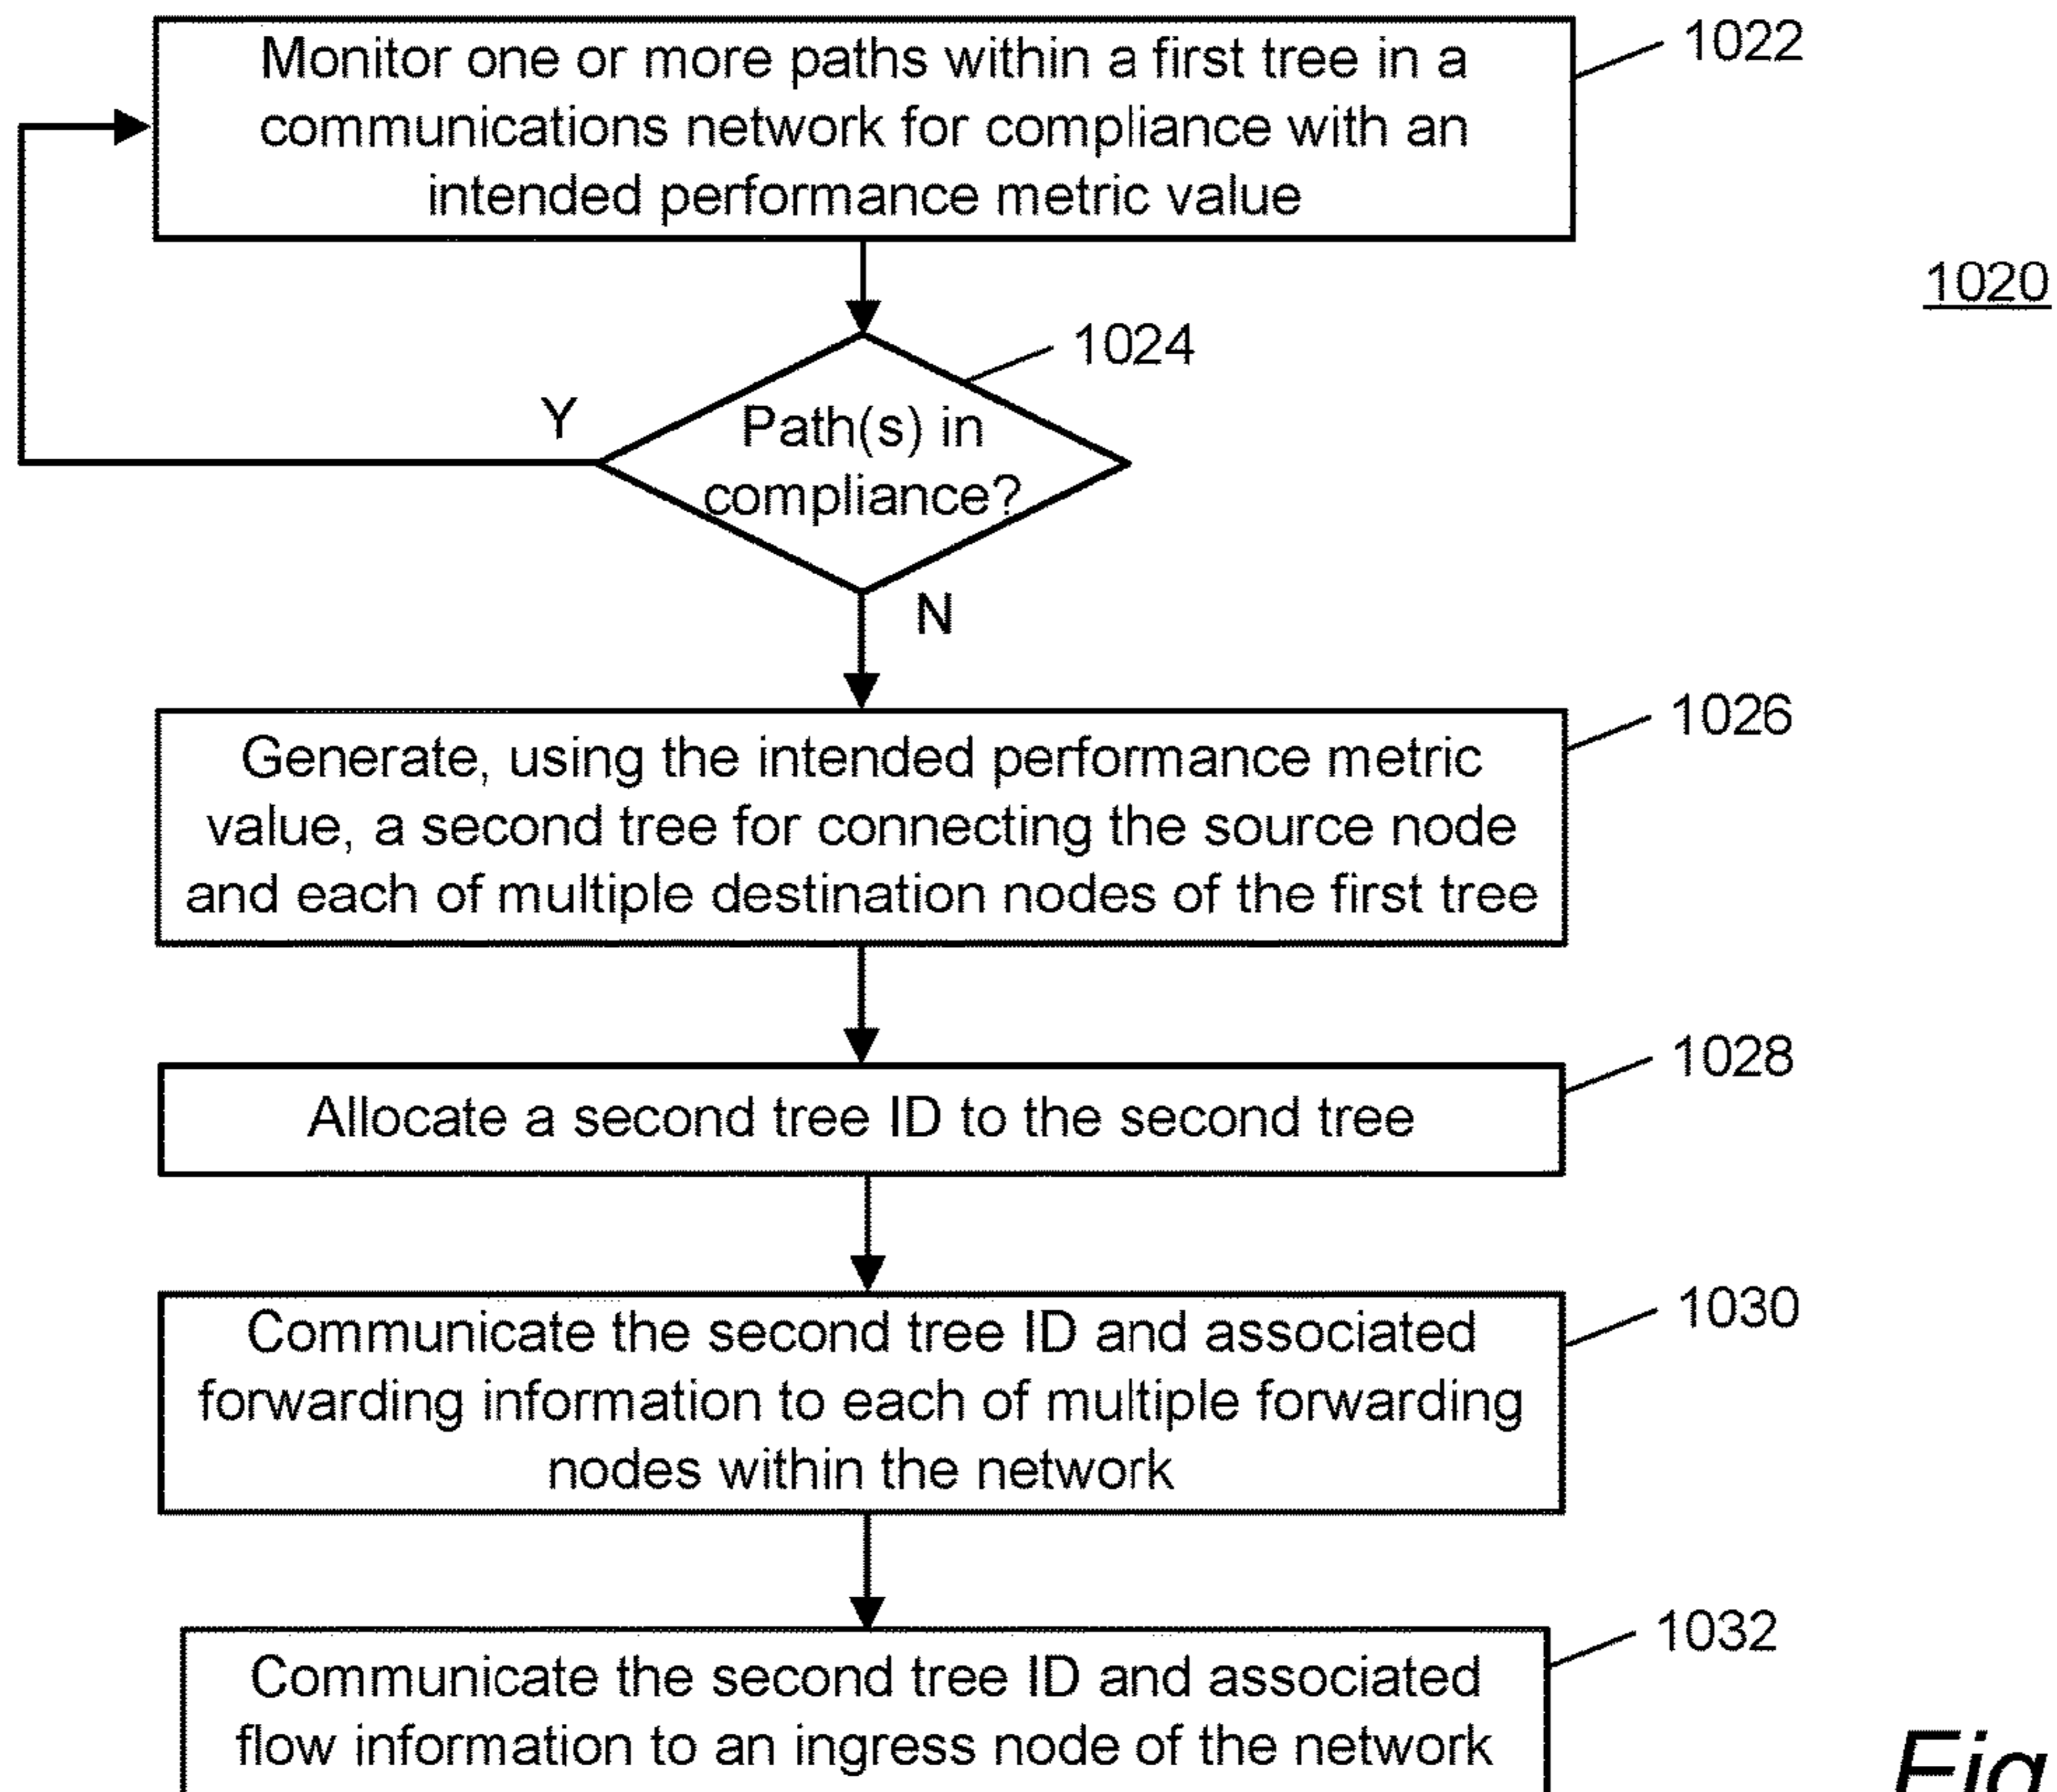 Monitor one or more paths within a first tree in a
communications network for compliance with an
intended performance metric value
1022
1020
1024
Path(s) in
compliance?
Y
N
1026
Generate, using the intended performance metric
value, a second tree for connecting the source node
and each of multiple destination nodes of the first tree
1028
Allocate a second tree ID to the second tree
1030
Communicate the second tree ID and associated
forwarding information to each of multiple forwarding
nodes within the network
1032
Communicate the second tree ID and associated
flow information to an ingress node of the network
Fig